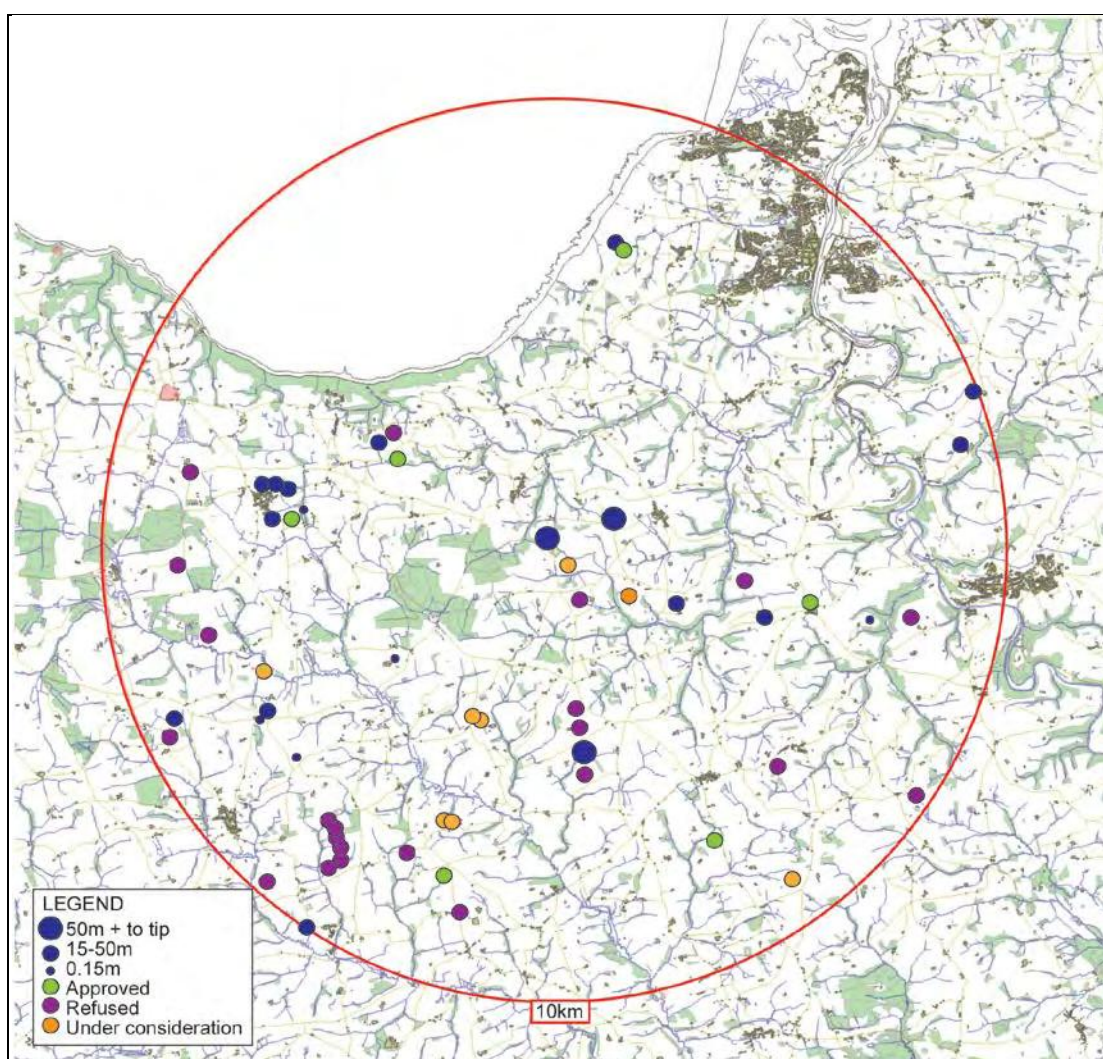 LEGEND
50m + to tip
15-50m
0.15m
Approved
Refused
Under consideration
10km